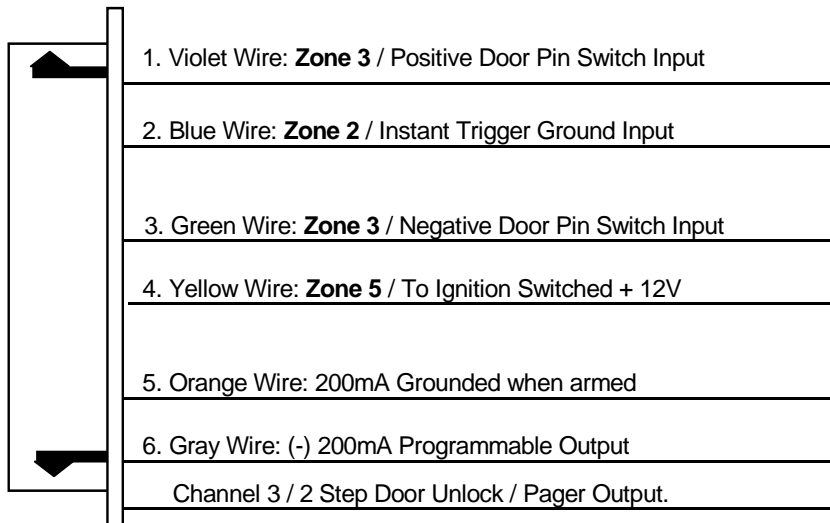 1. Violet Wire: Zone 3 / Positive Door Pin Switch Input
2. Blue Wire: Zone 2 / Instant Trigger Ground Input
3. Green Wire: Zone 3 / Negative Door Pin Switch Input
4. Yellow Wire: Zone 5 / To Ignition Switched + 12V
5. Orange Wire: 200mA Grounded when armed
6. Gray Wire: (-) 200mA Programmable Output
Channel 3 / 2 Step Door Unlock / Pager Output.